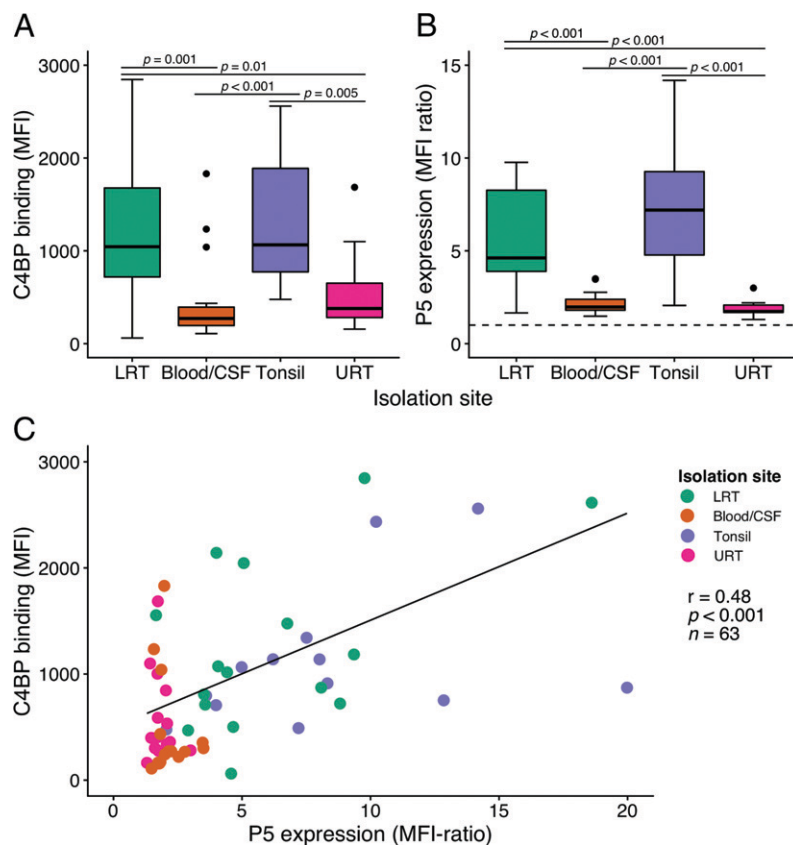 A
p = 0.001
p = 0.01
p < 0.001
p = 0.005
3000
2000
1000
0
C4BP binding (MFI)
LRT Blood/CSF Tonsil URT
B
p < 0.001
p < 0.001
p < 0.001
p < 0.001
15
10
5
0
P5 expression (MFI ratio)
LRT Blood/CSF Tonsil URT
Isolation site
C
3000
2000
1000
0
C4BP binding (MFI)
0 5 10 15 20
P5 expression (MFI-ratio)
Isolation site
LRT
Blood/CSF
Tonsil
URT
r = 0.48
p < 0.001
n = 63